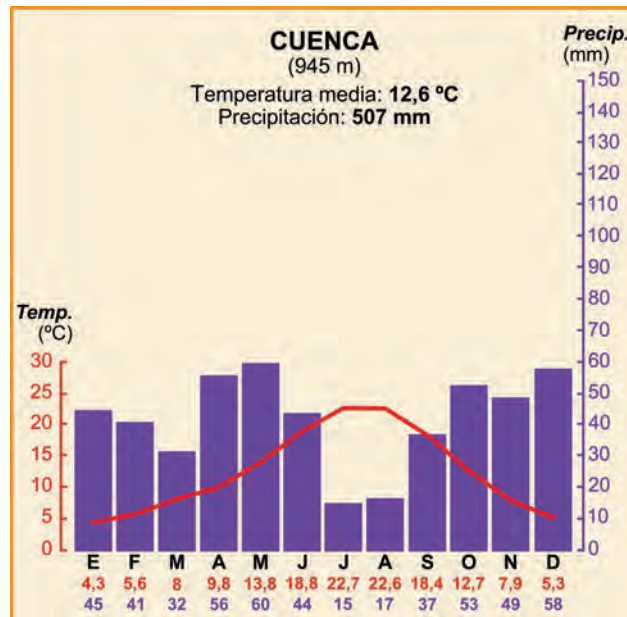 CUENCA
(945 m)
Temperatura media: 12,6 ºC
Precipitación: 507 mm
Precip.
(mm)
150
140
130
120
110
100
90
80
70
60
50
40
30
20
10
0
Temp.
(ºC)
30
25
20
15
10
5
0
E F M A M J J A S O N D
4,3 5,6 8 9,8 13,8 18,8 22,7 22,6 18,4 12,7 7,9 5,3
45 41 32 56 60 44 15 17 37 53 49 58